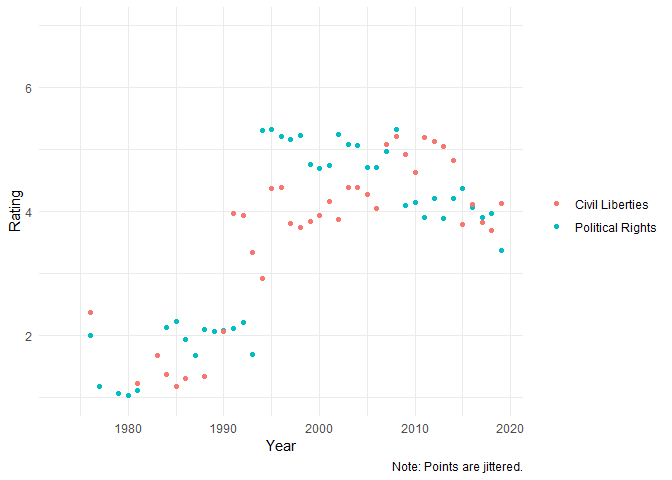 6
4
2
Rating
1980 1990 2000 2010 2020
Year
Civil Liberties
Political Rights
Note: Points are jittered.